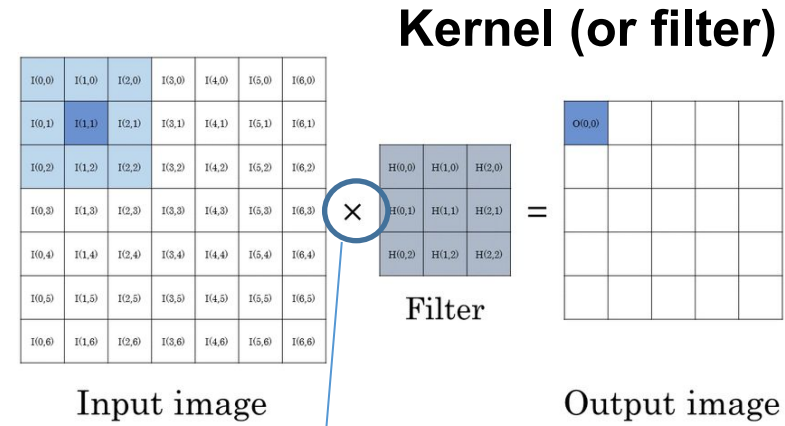 Kernel (or filter)
I(0,0) I(1,0) I(2,0) I(3,0) I(4,0) I(5,0) I(6,0)
I(0,1) I(1,1) I(2,1) I(3,1) I(4,1) I(5,1) I(6,1)
I(0,2) I(1,2) I(2,2) I(3,2) I(4,2) I(5,2) I(6,2)
I(0,3) I(1,3) I(2,3) I(3,3) I(4,3) I(5,3) I(6,3)
I(0,4) I(1,4) I(2,4) I(3,4) I(4,4) I(5,4) I(6,4)
I(0,5) I(1,5) I(2,5) I(3,5) I(4,5) I(5,5) I(6,5)
I(0,6) I(1,6) I(2,6) I(3,6) I(4,6) I(5,6) I(6,6)
Input image
×
H(0,0) H(1,0) H(2,0)
H(0,1) H(1,1) H(2,1)
H(0,2) H(1,2) H(2,2)
Filter
=
O(0,0)
Output image